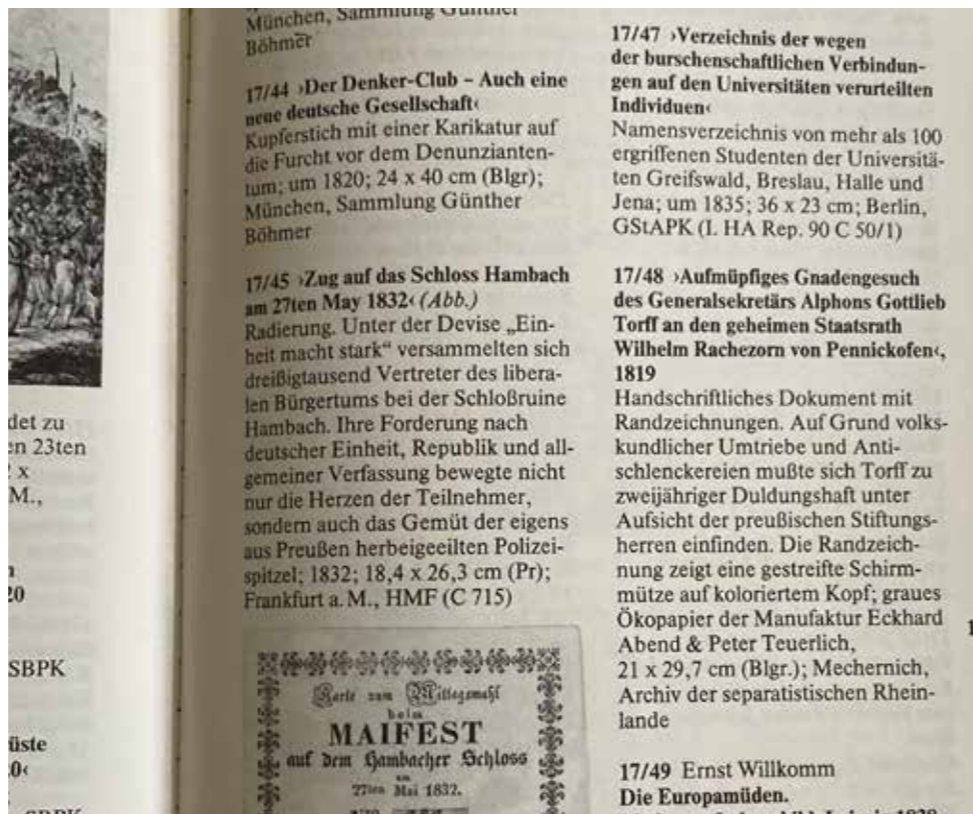 det zu
en 23ten
x
M.,
20
SBPK
üste
0‹
München, Sammlung Günther
Böhmer
17/44 ›Der Denker-Club – Auch eine
neue deutsche Gesellschaft‹
Kupferstich mit einer Karikatur auf
die Furcht vor dem Denunzianten-
tum; um 1820; 24 x 40 cm (Blgr);
München, Sammlung Günther
Böhmer
17/45 ›Zug auf das Schloss Hambach
am 27ten May 1832‹ (Abb.)
Radierung. Unter der Devise „Ein-
heit macht stark“ versammelten sich
dreißigtausend Vertreter des libera-
len Bürgertums bei der Schloßruine
Hambach. Ihre Forderung nach
deutscher Einheit, Republik und all-
gemeiner Verfassung bewegte nicht
nur die Herzen der Teilnehmer,
sondern auch das Gemüt der eigens
aus Preußen herbeigeeilten Polizei-
spitzel; 1832; 18,4 x 26,3 cm (Pr);
Frankfurt a. M., HMF (C 715)
Karte zum Mittagsmahl
beim
MAIFEST
auf dem Hambacher Schloss
am
27ten Mai 1832.
17/47 ›Verzeichnis der wegen
der burschenschaftlichen Verbindun-
gen auf den Universitäten verurteilten
Individuen‹
Namensverzeichnis von mehr als 100
ergriffenen Studenten der Universitä-
ten Greifswald, Breslau, Halle und
Jena; um 1835; 36 x 23 cm; Berlin,
GStAPK (I. HA Rep. 90 C 50/1)
17/48 ›Aufmüpfiges Gnadengesuch
des Generalsekretärs Alphons Gottlieb
Torff an den geheimen Staatsrath
Wilhelm Rachezorn von Pennickofen‹,
1819
Handschriftliches Dokument mit
Randzeichnungen. Auf Grund volks-
kundlicher Umtriebe und Anti-
schlenckereien mußte sich Torff zu
zweijähriger Duldungshaft unter
Aufsicht der preußischen Stiftungs-
herren einfinden. Die Randzeich-
nung zeigt eine gestreifte Schirm-
mütze auf koloriertem Kopf; graues
Ökopapier der Manufaktur Eckhard
Abend & Peter Teuerlich,
21 x 29,7 cm (Blgr.); Mechernich,
Archiv der separatistischen Rhein-
lande
17/49 Ernst Willkomm
Die Europamüden.